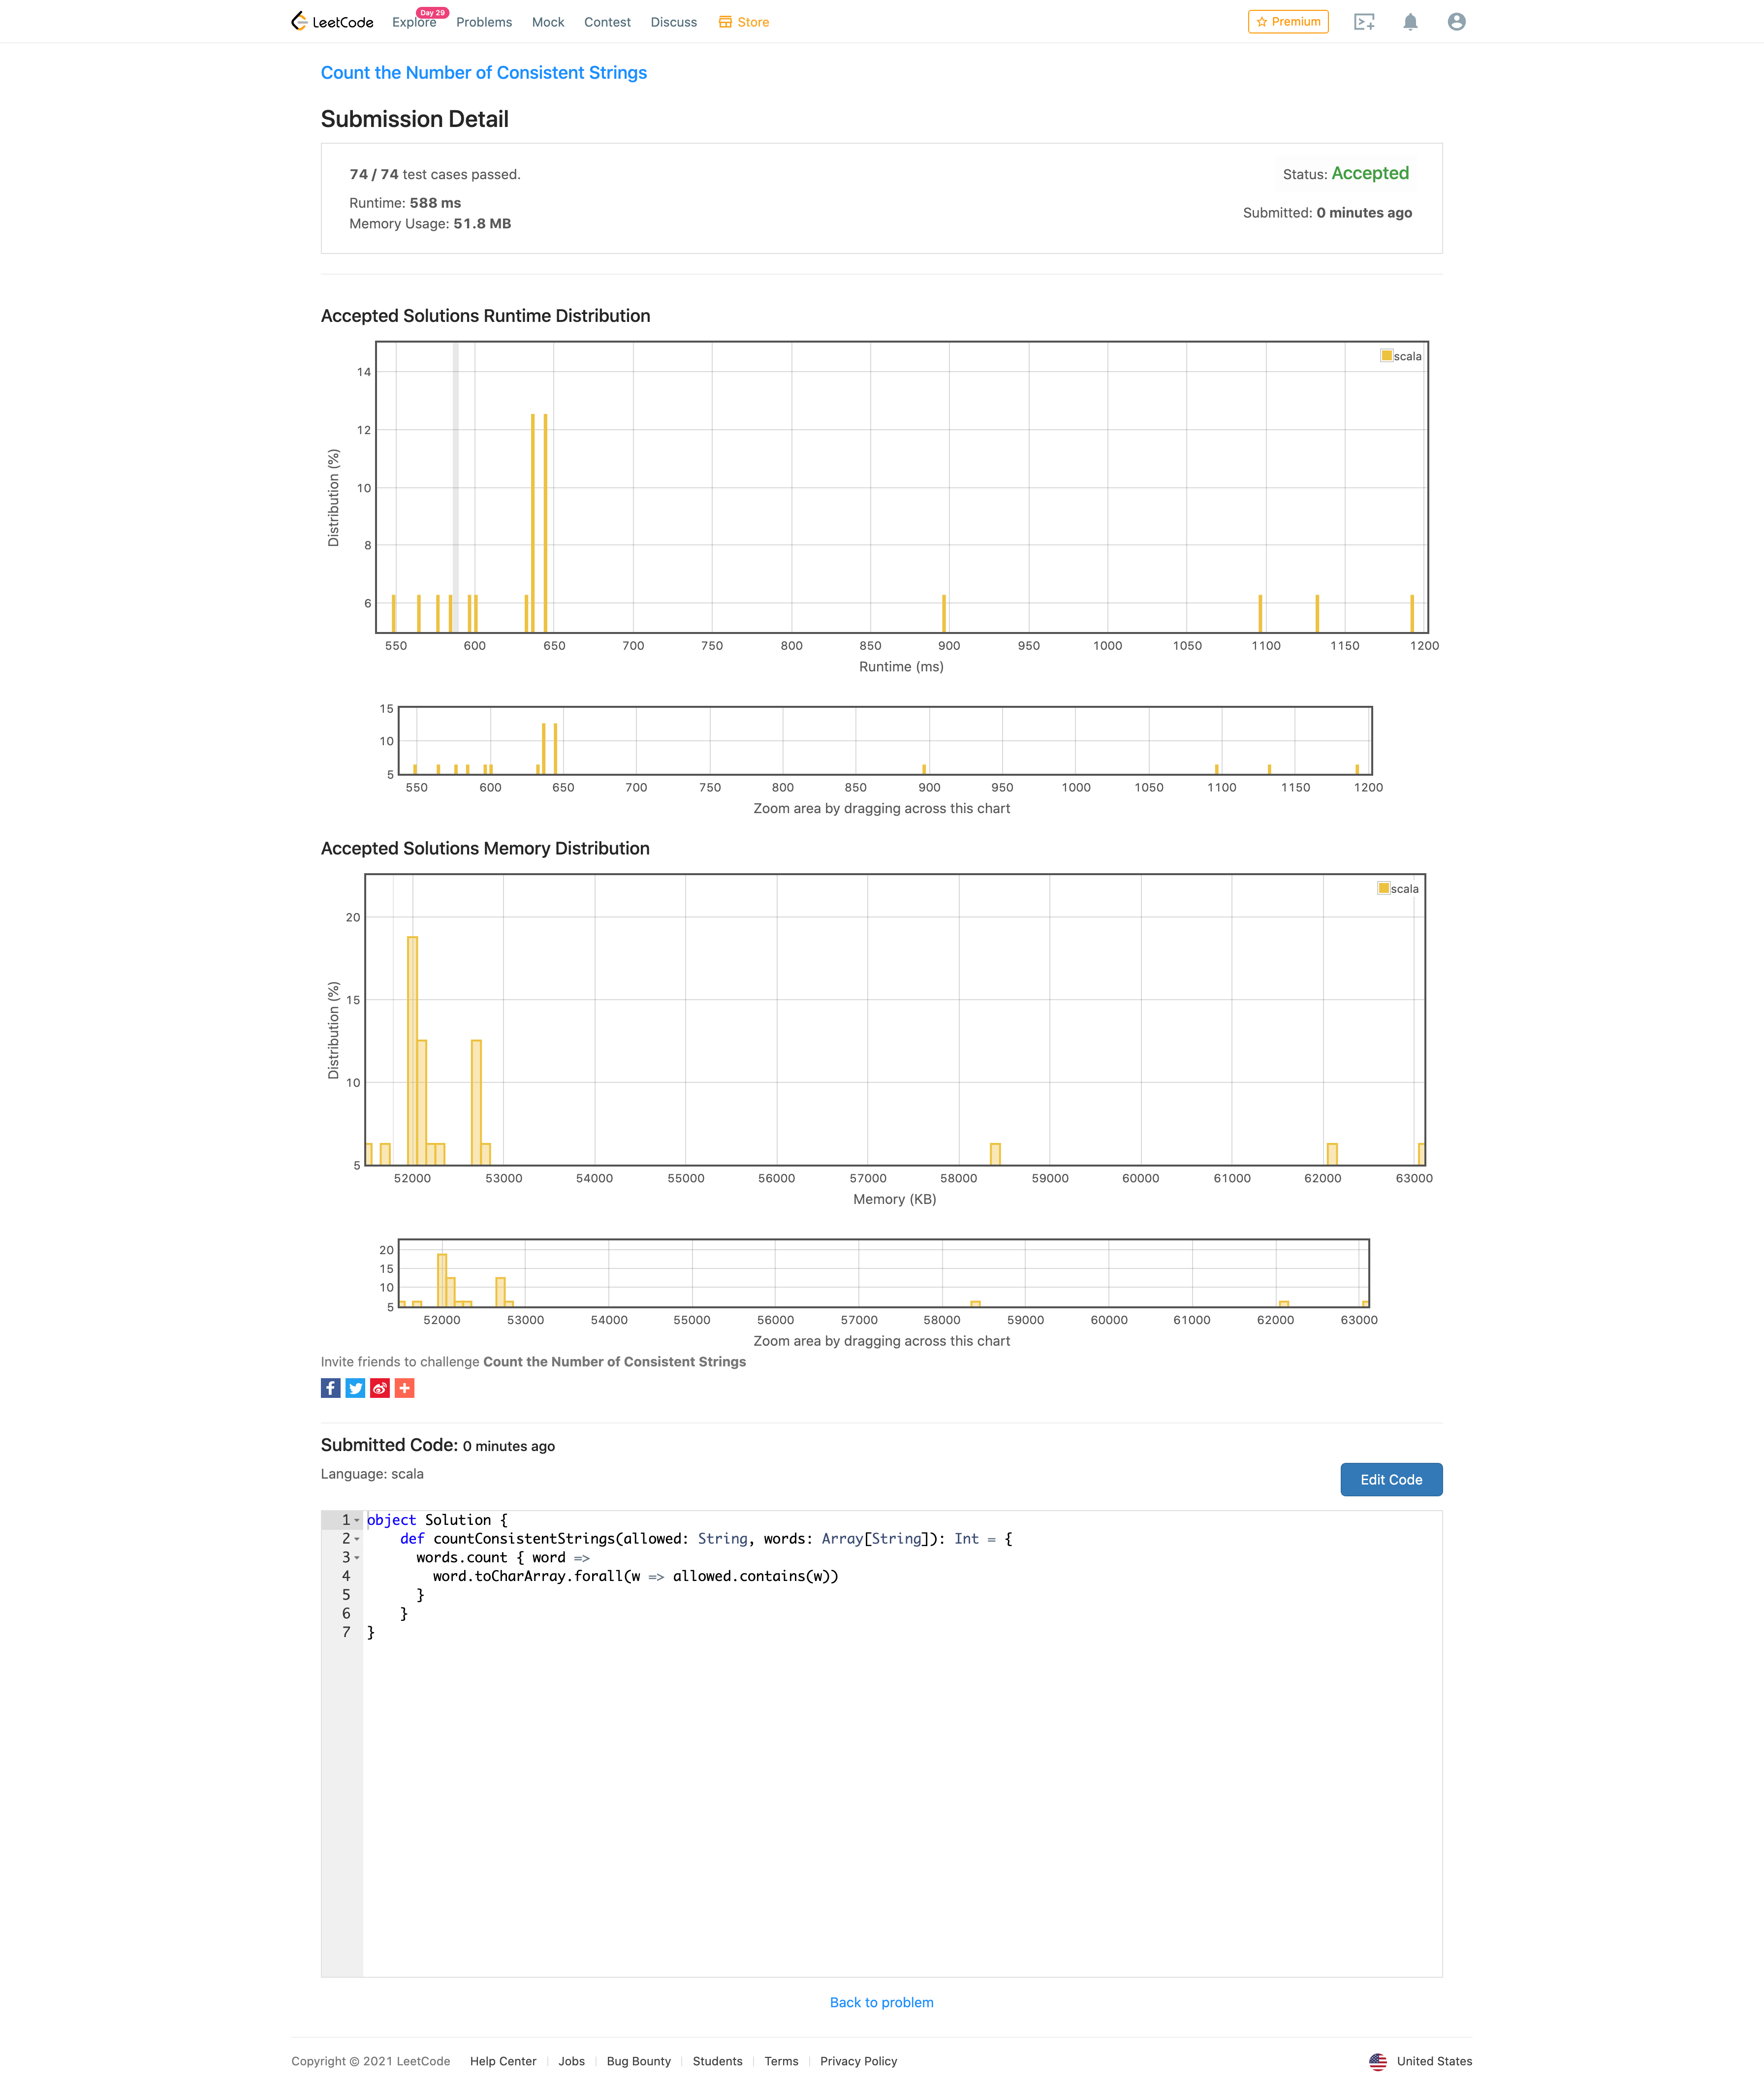 LeetCode Explore Day 29 Problems Mock Contest Discuss Store Premium
Count the Number of Consistent Strings
Submission Detail
74 / 74 test cases passed.
Status: Accepted
Runtime: 588 ms
Submitted: 0 minutes ago
Memory Usage: 51.8 MB
Accepted Solutions Runtime Distribution
scala
14
12
10
8
6
Distribution (%)
550 600 650 700 750 800 850 900 950 1000 1050 1100 1150 1200
Runtime (ms)
15
10
5
550 600 650 700 750 800 850 900 950 1000 1050 1100 1150 1200
Zoom area by dragging across this chart
Accepted Solutions Memory Distribution
scala
20
15
10
5
Distribution (%)
52000 53000 54000 55000 56000 57000 58000 59000 60000 61000 62000 63000
Memory (KB)
20
15
10
5
52000 53000 54000 55000 56000 57000 58000 59000 60000 61000 62000 63000
Zoom area by dragging across this chart
Invite friends to challenge Count the Number of Consistent Strings
Submitted Code: 0 minutes ago
Language: scala
Edit Code
1 object Solution {
2     def countConsistentStrings(allowed: String, words: Array[String]): Int = {
3       words.count { word =>
4         word.toCharArray.forall(w => allowed.contains(w))
5       }
6     }
7 }
Back to problem
Copyright © 2021 LeetCode Help Center Jobs Bug Bounty Students Terms Privacy Policy United States